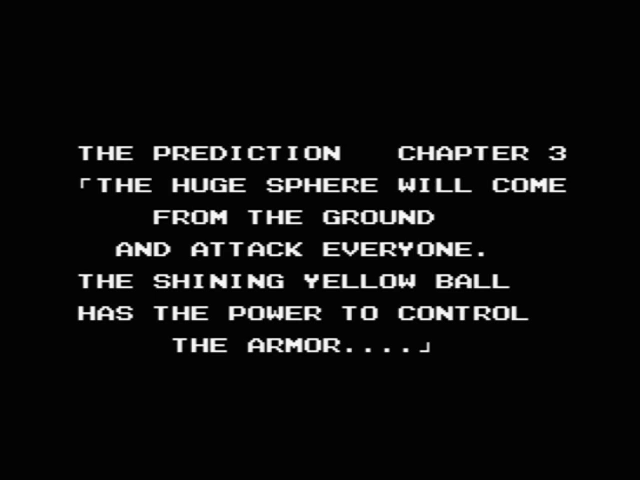 THE PREDICTION   CHAPTER 3
「THE HUGE SPHERE WILL COME
FROM THE GROUND
AND ATTACK EVERYONE.
THE SHINING YELLOW BALL
HAS THE POWER TO CONTROL
THE ARMOR....」